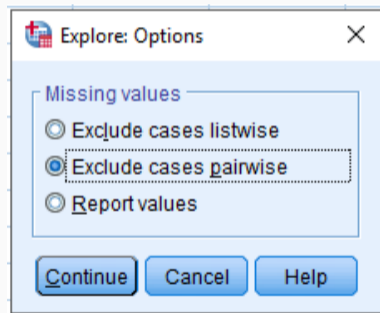 Explore: Options
Missing values
Exclude cases listwise
Exclude cases pairwise
Report values
Continue Cancel Help